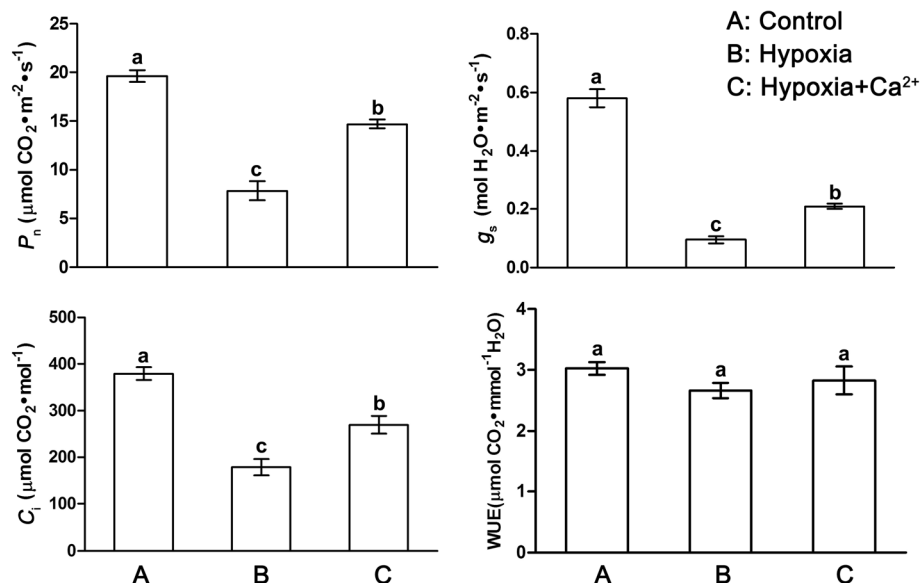 A: Control
B: Hypoxia
C: Hypoxia+Ca²⁺
Pₙ (μmol CO₂•m⁻²•s⁻¹)
25
20
15
10
5
0
a
c
b
gₛ (mol H₂O•m⁻²•s⁻¹)
0.8
0.6
0.4
0.2
0.0
a
c
b
Cᵢ (μmol CO₂•mol⁻¹)
500
400
300
200
100
0
a
c
b
A B C
WUE(μmol CO₂•mmol⁻¹H₂O)
4
3
2
1
0
a
a
a
A B C